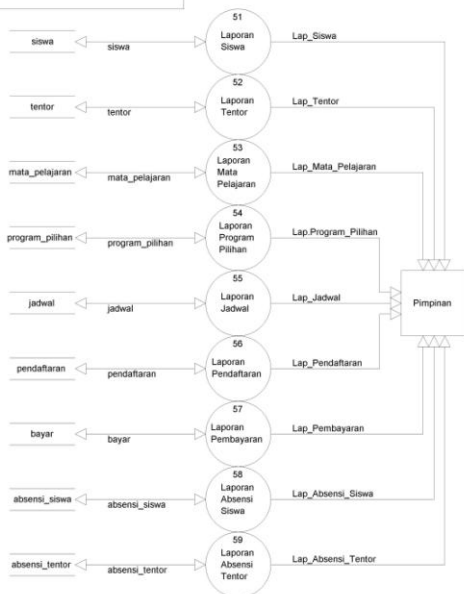 51
siswa
siswa
Laporan
Siswa
Lap_Siswa
52
tentor
tentor
Laporan
Tentor
Lap_Tentor
53
mata_pelajaran
mata_pelajaran
Laporan
Mata
Pelajaran
Lap_Mata_Pelajaran
54
program_pilihan
program_pilihan
Laporan
Program
Pilihan
Lap.Program_Pilihan
55
jadwal
jadwal
Laporan
Jadwal
Lap_Jadwal
Pimpinan
56
pendaftaran
pendaftaran
Laporan
Pendaftaran
Lap_Pendaftaran
57
bayar
bayar
Laporan
Pembayaran
Lap_Pembayaran
58
absensi_siswa
absensi_siswa
Laporan
Absensi
Siswa
Lap_Absensi_Siswa
59
absensi_tentor
absensi_tentor
Laporan
Absensi
Tentor
Lap_Absensi_Tentor